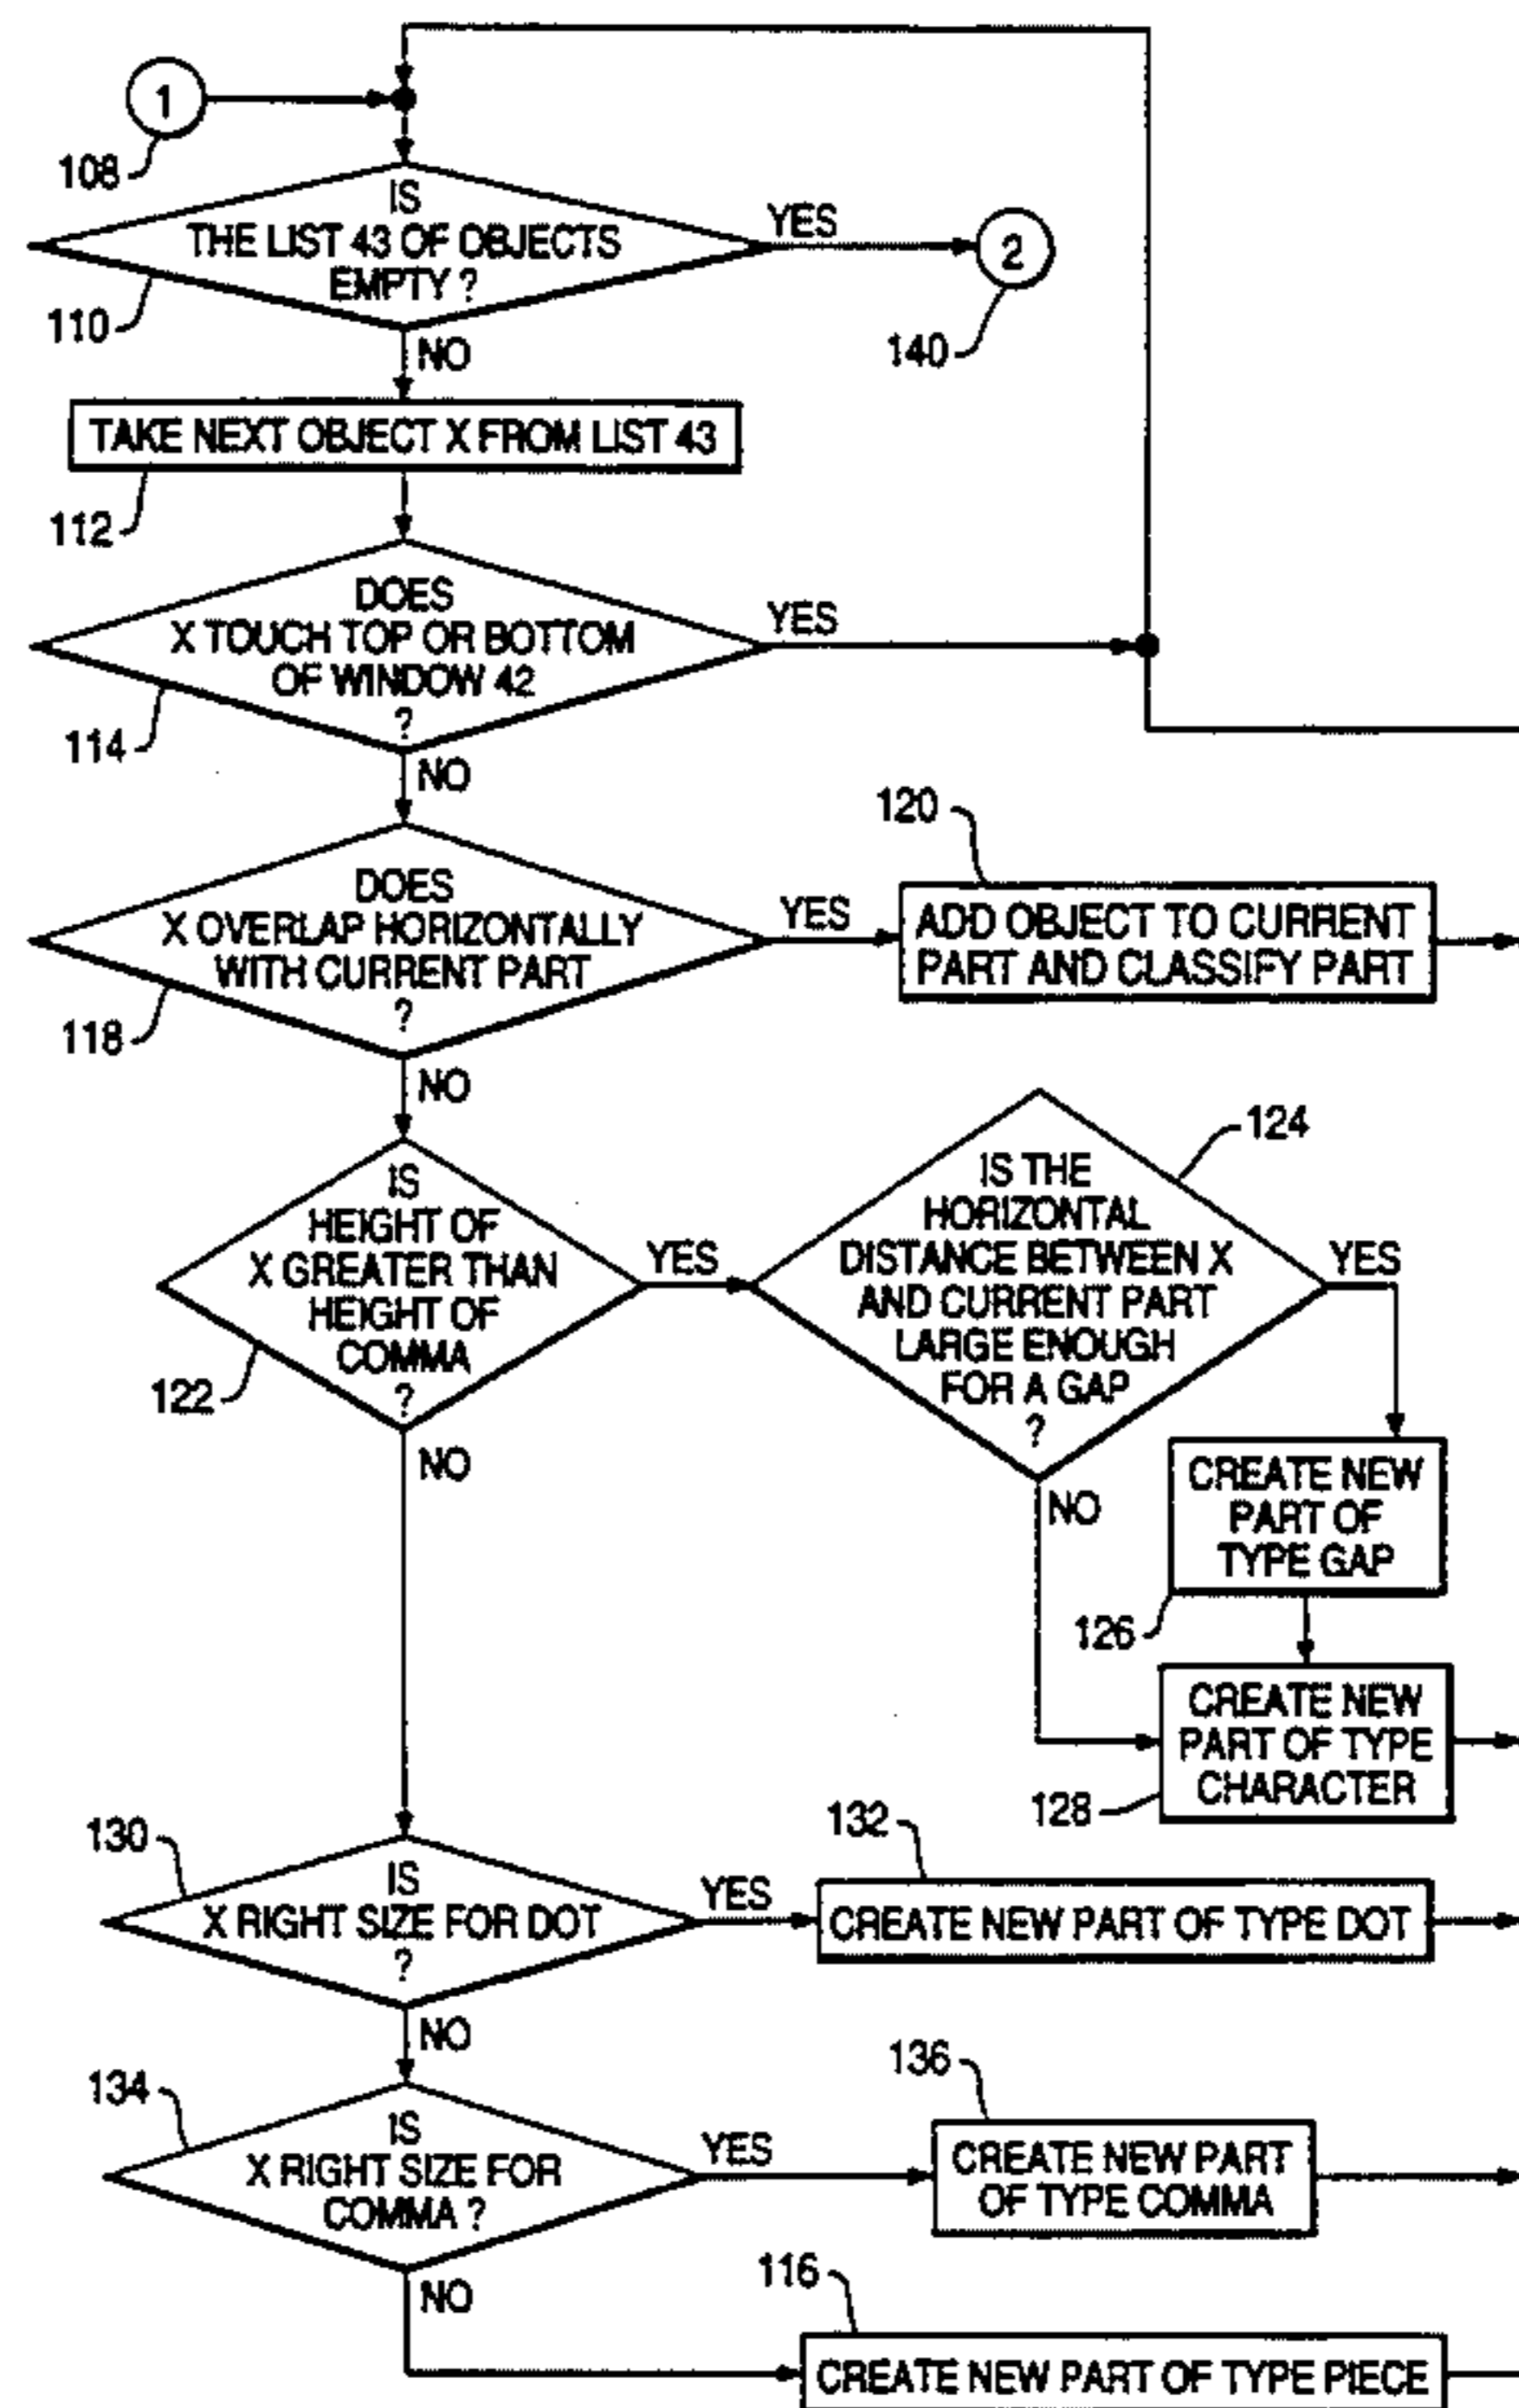 1
108
IS
THE LIST 43 OF OBJECTS
EMPTY ?
YES
2
110
140
NO
TAKE NEXT OBJECT X FROM LIST 43
112
DOES
X TOUCH TOP OR BOTTOM
OF WINDOW 42
?
YES
114
NO
120
DOES
X OVERLAP HORIZONTALLY
WITH CURRENT PART
?
YES
ADD OBJECT TO CURRENT
PART AND CLASSIFY PART
118
NO
IS
HEIGHT OF
X GREATER THAN
HEIGHT OF
COMMA
?
YES
122
NO
124
IS THE
HORIZONTAL
DISTANCE BETWEEN X
AND CURRENT PART
LARGE ENOUGH
FOR A GAP
?
YES
NO
CREATE NEW
PART OF
TYPE GAP
126
CREATE NEW
PART OF TYPE
CHARACTER
128
130
IS
X RIGHT SIZE FOR DOT
?
YES
132
CREATE NEW PART OF TYPE DOT
NO
134
IS
X RIGHT SIZE FOR
COMMA ?
YES
136
CREATE NEW PART
OF TYPE COMMA
NO
116
CREATE NEW PART OF TYPE PIECE